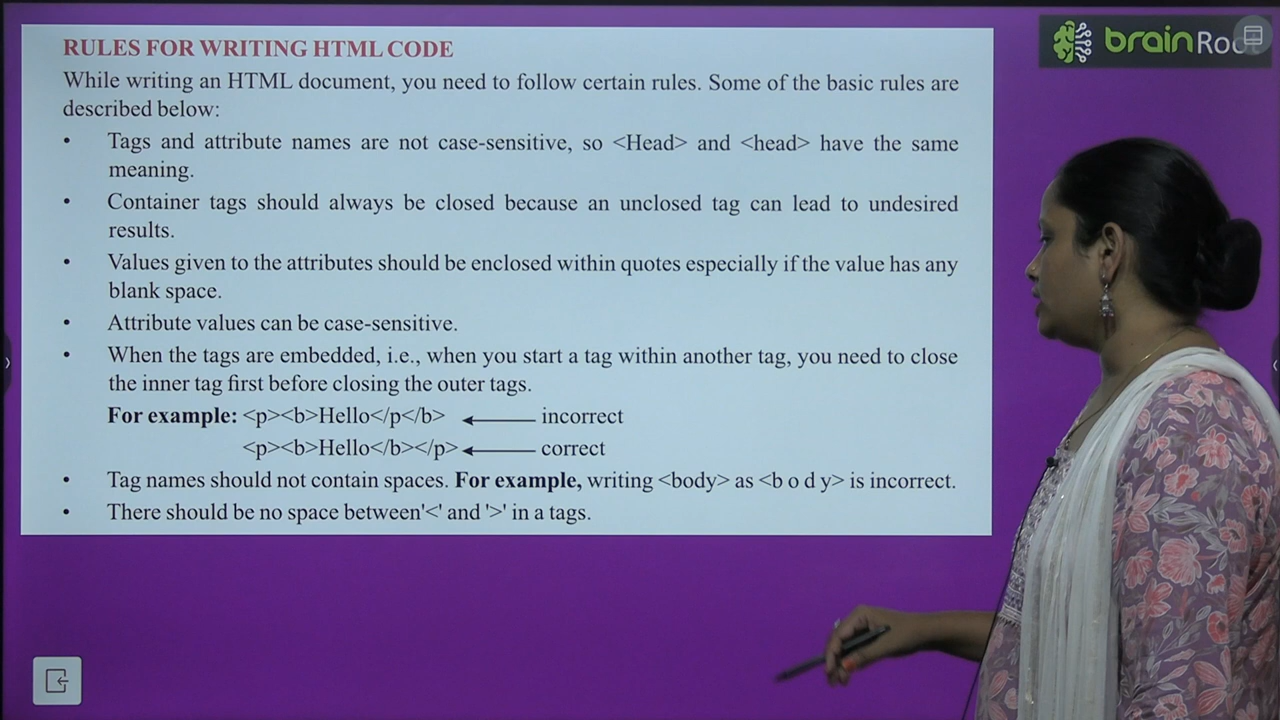 RULES FOR WRITING HTML CODE
brainRoot
While writing an HTML document, you need to follow certain rules. Some of the basic rules are
described below:
• Tags and attribute names are not case-sensitive, so <Head> and <head> have the same
meaning.
• Container tags should always be closed because an unclosed tag can lead to undesired
results.
• Values given to the attributes should be enclosed within quotes especially if the value has any
blank space.
• Attribute values can be case-sensitive.
• When the tags are embedded, i.e., when you start a tag within another tag, you need to close
the inner tag first before closing the outer tags.
For example: <p><b>Hello</p</b> incorrect
<p><b>Hello</b></p> correct
• Tag names should not contain spaces. For example, writing <body> as <b o d y> is incorrect.
• There should be no space between'<' and '>' in a tags.